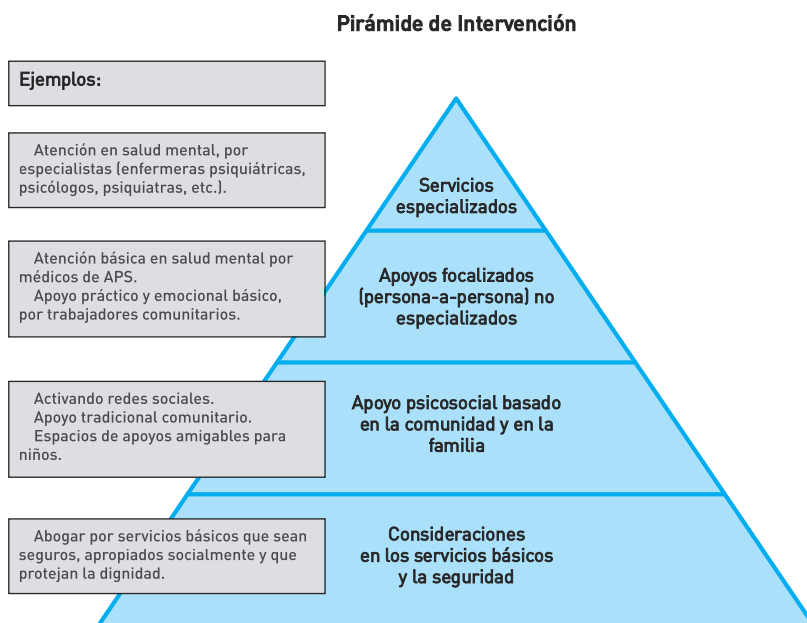 Pirámide de Intervención
Ejemplos:
Atención en salud mental, por
especialistas (enfermeras psiquiátricas,
psicólogos, psiquiatras, etc.).
Servicios
especializados
Atención básica en salud mental por
médicos de APS.
Apoyo práctico y emocional básico,
por trabajadores comunitarios.
Apoyos focalizados
(persona-a-persona) no
especializados
Activando redes sociales.
Apoyo tradicional comunitario.
Espacios de apoyos amigables para
niños.
Apoyo psicosocial basado
en la comunidad y en la
familia
Abogar por servicios básicos que sean
seguros, apropiados socialmente y que
protejan la dignidad.
Consideraciones
en los servicios básicos
y la seguridad